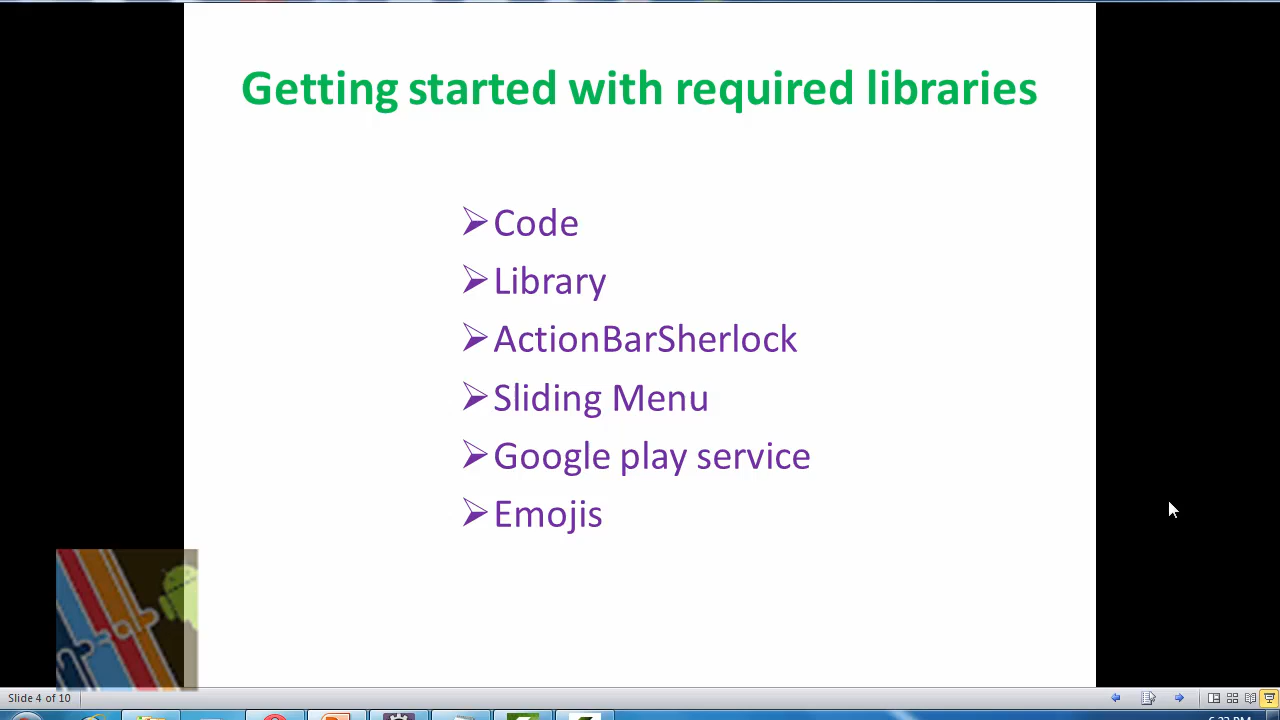 Getting started with required libraries
Code
Library
ActionBarSherlock
Sliding Menu
Google play service
Emojis
Slide 4 of 10